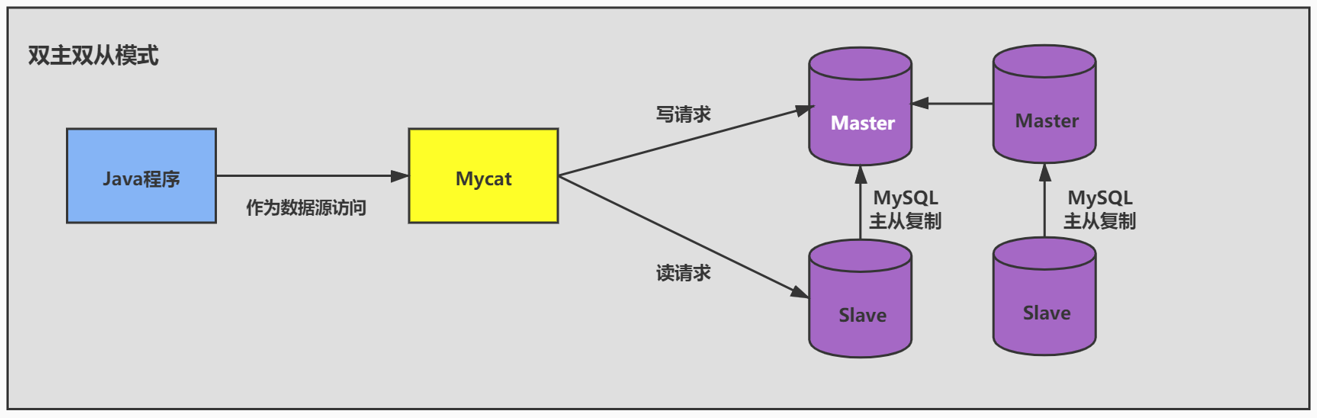 双主双从模式
Java程序
作为数据源访问
Mycat
写请求
读请求
Master
Master
MySQL
主从复制
MySQL
主从复制
Slave
Slave